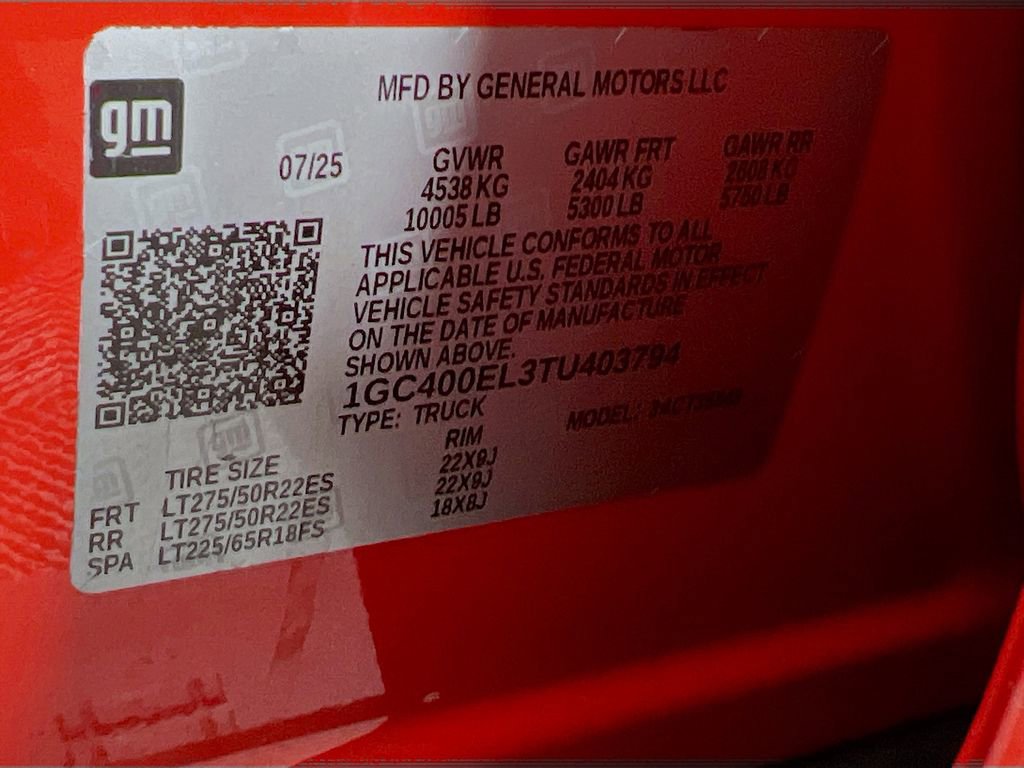 gm
MFD BY GENERAL MOTORS LLC
07/25 GVWR GAWR FRT GAWR RR
4538 KG 2404 KG
10005 LB 5300 LB
THIS VEHICLE CONFORMS TO ALL
APPLICABLE U.S. FEDERAL MOTOR
VEHICLE SAFETY STANDARDS IN EFFECT
ON THE DATE OF MANUFACTURE
SHOWN ABOVE.
1GC400EL3TU403794
TYPE: TRUCK MODEL:
TIRE SIZE RIM
FRT LT275/50R22ES 22X9J
RR LT275/50R22ES 22X9J
SPA LT225/65R18FS 18X8J